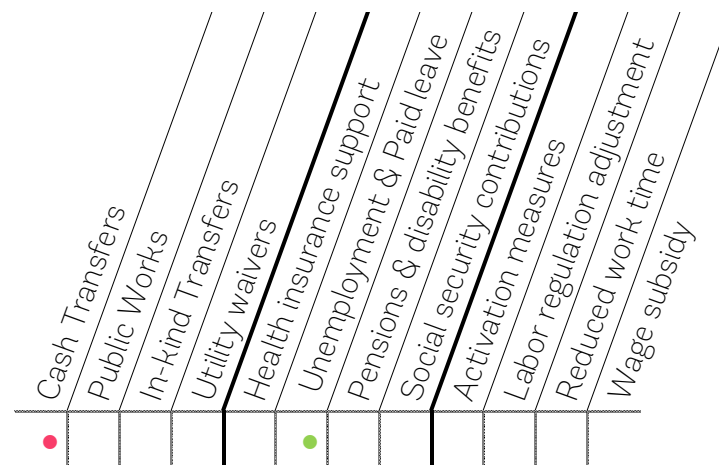 Cash Transfers
Public Works
In-kind Transfers
Utility waivers
Health insurance support
Unemployment & Paid leave
Pensions & disability benefits
Social security contributions
Activation measures
Labor regulation adjustment
Reduced work time
Wage subsidy